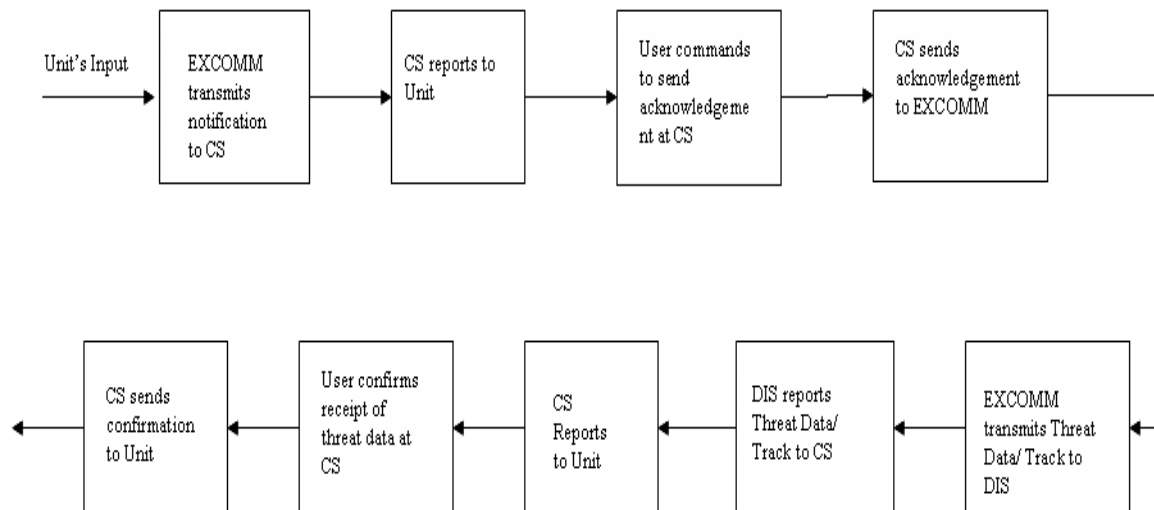 Unit's Input
EXCOMM
transmits
notification
to CS
CS reports to
Unit
User commands
to send
acknowledgeme
nt at CS
CS sends
acknowledgement
to EXCOMM
EXCOMM
transmits Threat
Data/ Track to
DIS
DIS reports
Threat Data/
Track to CS
CS
Reports
to Unit
User confirms
receipt of
threat data at
CS
CS sends
confirmation
to Unit